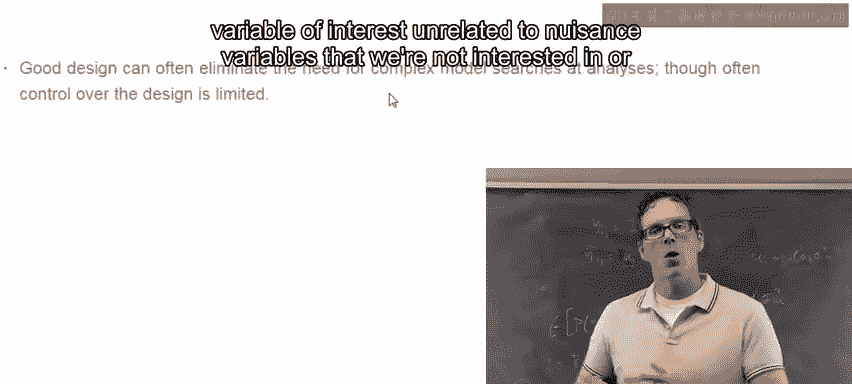 variable of interest unrelated to nuisance
variables that we're not interested in or
· Good design can often eliminate the need for complex model searches at analyses; though often
control over the design is limited.